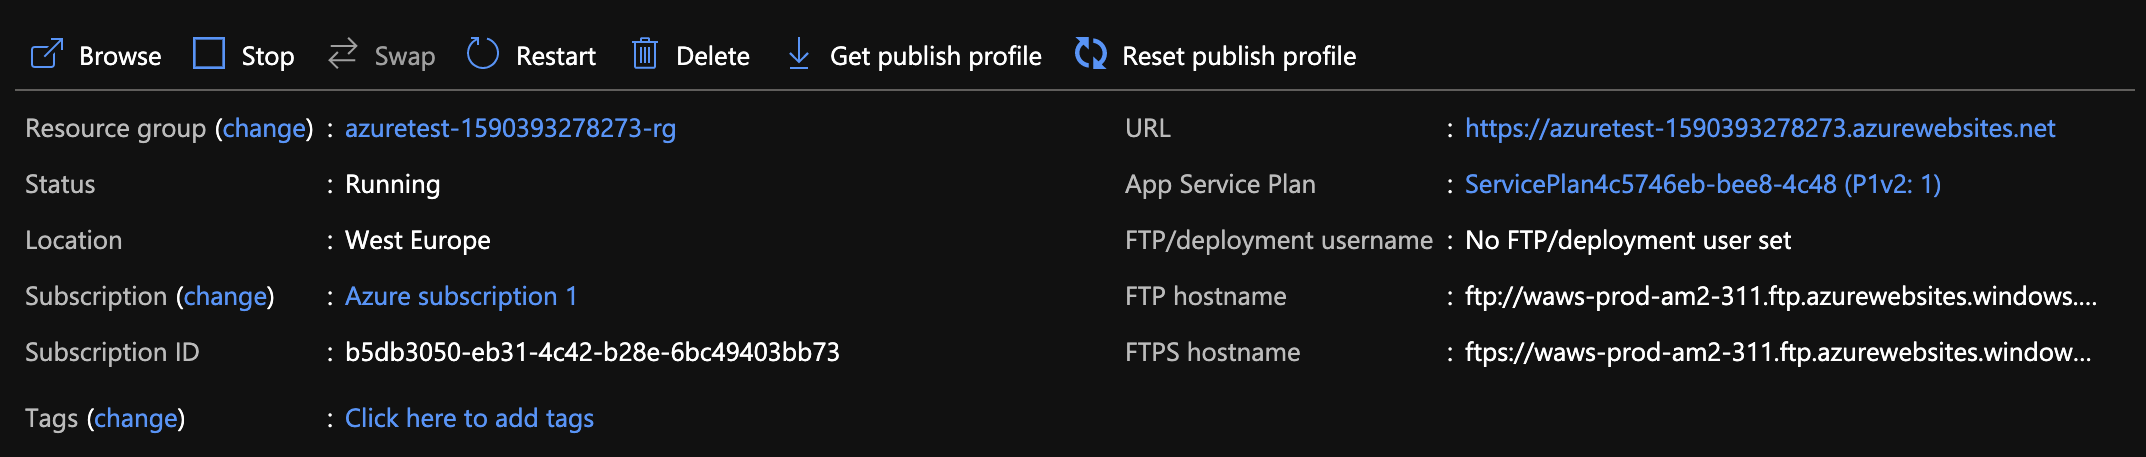 Browse Stop Swap Restart Delete Get publish profile Reset publish profile
Resource group (change) : azuretest-1590393278273-rg
Status : Running
Location : West Europe
Subscription (change) : Azure subscription 1
Subscription ID : b5db3050-eb31-4c42-b28e-6bc49403bb73
Tags (change) : Click here to add tags
URL : https://azuretest-1590393278273.azurewebsites.net
App Service Plan : ServicePlan4c5746eb-bee8-4c48 (P1v2: 1)
FTP/deployment username : No FTP/deployment user set
FTP hostname : ftp://waws-prod-am2-311.ftp.azurewebsites.windows....
FTPS hostname : ftps://waws-prod-am2-311.ftp.azurewebsites.window...